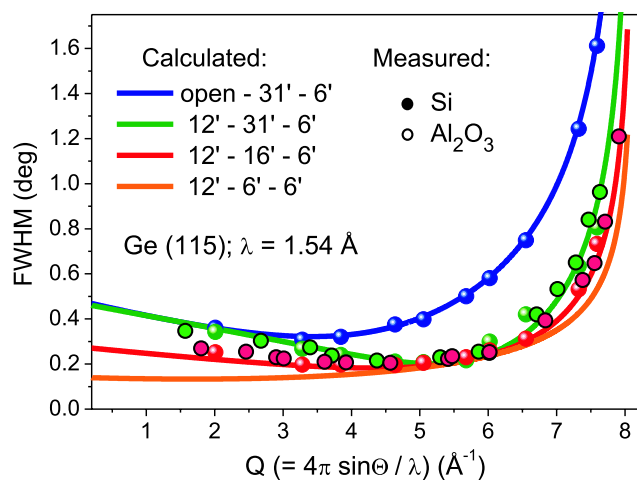 Calculated:
Measured:
open - 31' - 6'
12' - 31' - 6'
12' - 16' - 6'
12' - 6' - 6'
Si
Al2O3
Ge (115); λ = 1.54 Å
FWHM (deg)
1.6
1.4
1.2
1.0
0.8
0.6
0.4
0.2
0.0
1 2 3 4 5 6 7 8
Q (= 4π sinΘ / λ) (Å⁻¹)